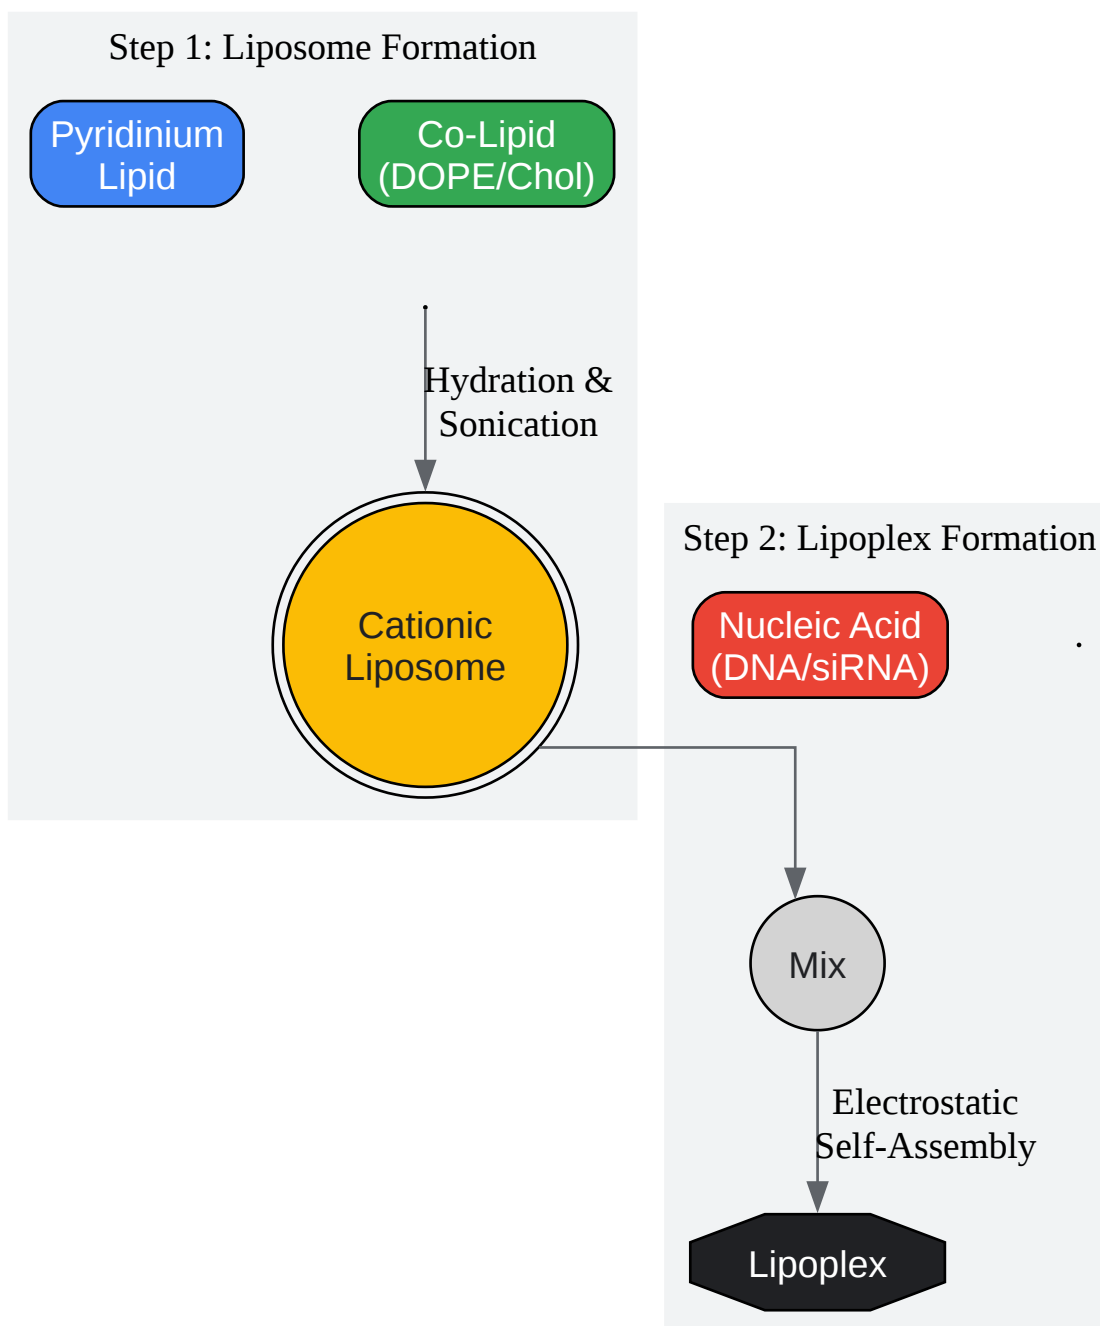 Step 1: Liposome Formation
Pyridinium
Lipid
Co-Lipid
(DOPE/Chol)
Hydration &
Sonication
Cationic
Liposome
Step 2: Lipoplex Formation
Nucleic Acid
(DNA/siRNA)
Mix
Electrostatic
Self-Assembly
Lipoplex